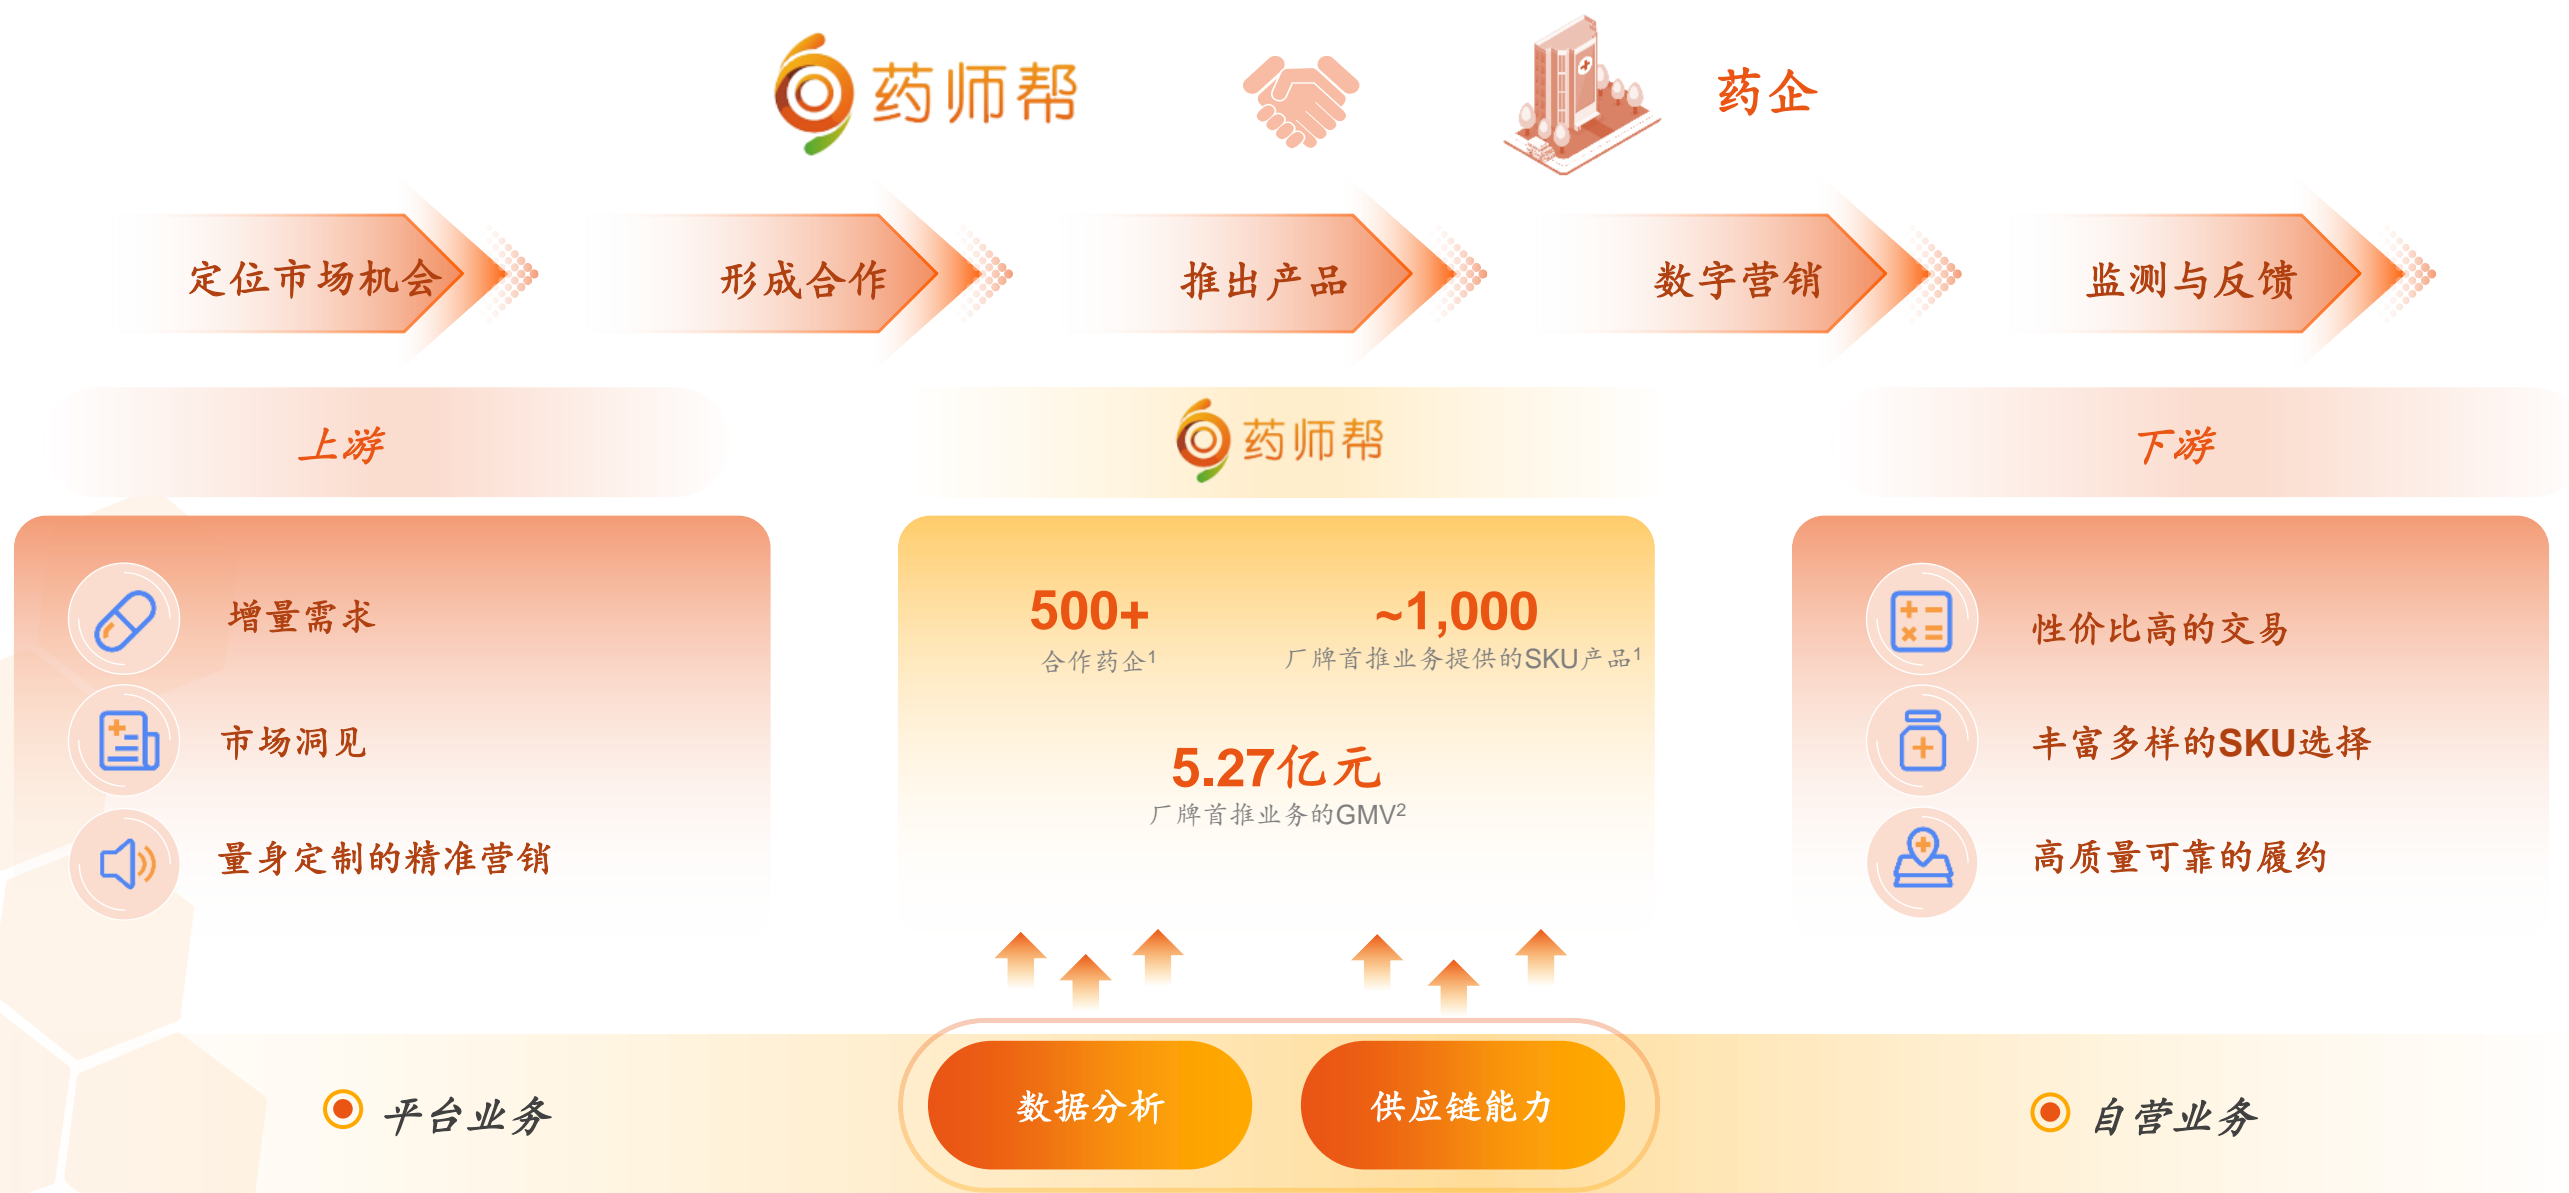 药师帮
药企
定位市场机会
形成合作
推出产品
数字营销
监测与反馈
上游
药师帮
下游
增量需求
市场洞见
量身定制的精准营销
500+
合作药企¹
~1,000
厂牌首推业务提供的SKU产品¹
5.27亿元
厂牌首推业务的GMV²
性价比高的交易
丰富多样的SKU选择
高质量可靠的履约
平台业务
数据分析
供应链能力
自营业务